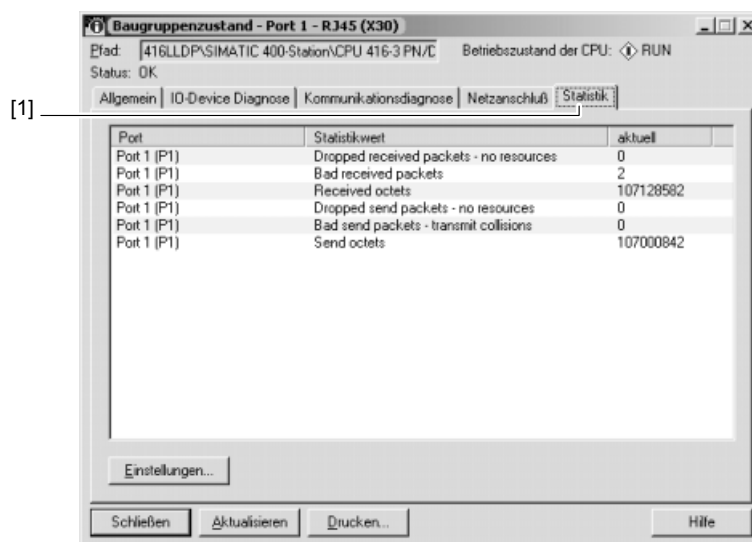 Baugruppenzustand - Port 1 - RJ45 (X30)
Pfad: 416LLDP\SIMATIC 400-Station\CPU 416-3 PN/D Betriebszustand der CPU: RUN
Status: OK
Allgemein IO-Device Diagnose Kommunikationsdiagnose Netzanschluß Statistik
[1]
Port Statistikwert aktuell
Port 1 (P1) Dropped received packets - no resources 0
Port 1 (P1) Bad received packets 2
Port 1 (P1) Received octets 107128582
Port 1 (P1) Dropped send packets - no resources 0
Port 1 (P1) Bad send packets - transmit collisions 0
Port 1 (P1) Send octets 107000842
Einstellungen...
Schließen Aktualisieren Drucken... Hilfe